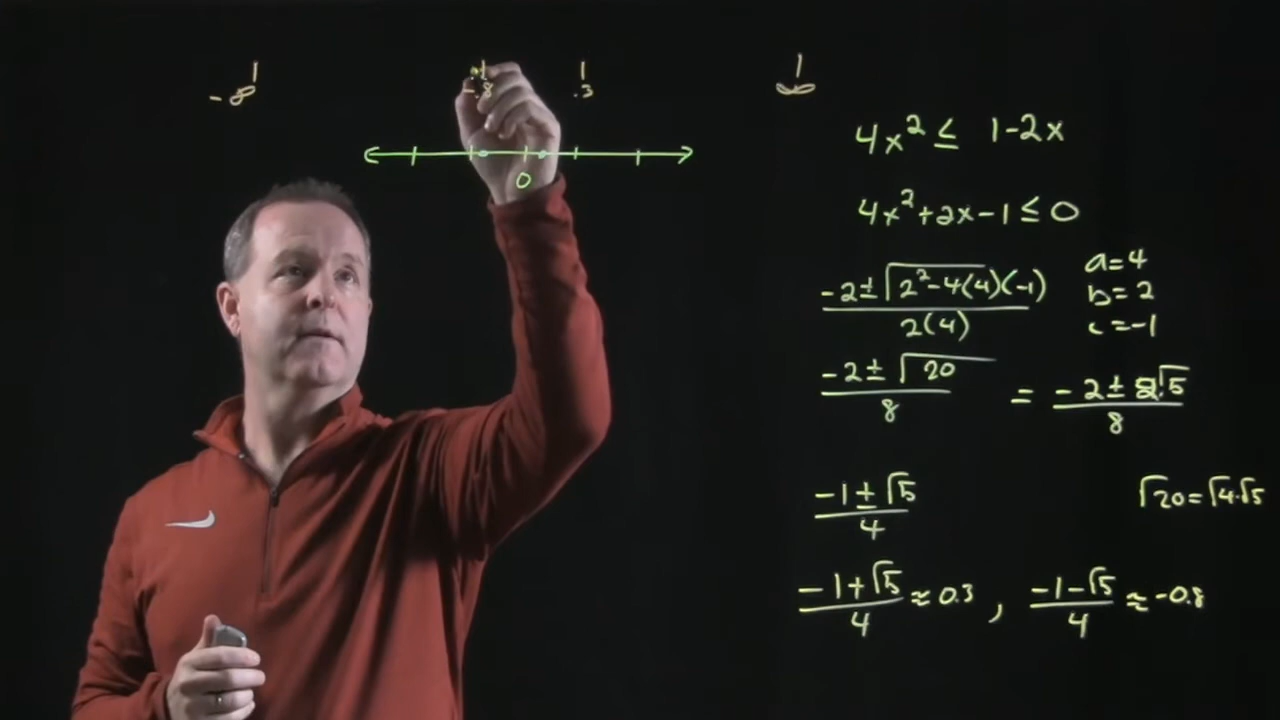 -∞ -.8 .3 ∞
0
4x² ≤ 1-2x
4x²+2x-1 ≤ 0
a=4
b=2
c=-1
-2±√2²-4(4)(-1)
2(4)
-2±√20
8
= -2±2√5
8
-1±√5
4
√20=√4·√5
-1+√5 ≈ 0.3 , -1-√5 ≈ -0.8
4 4